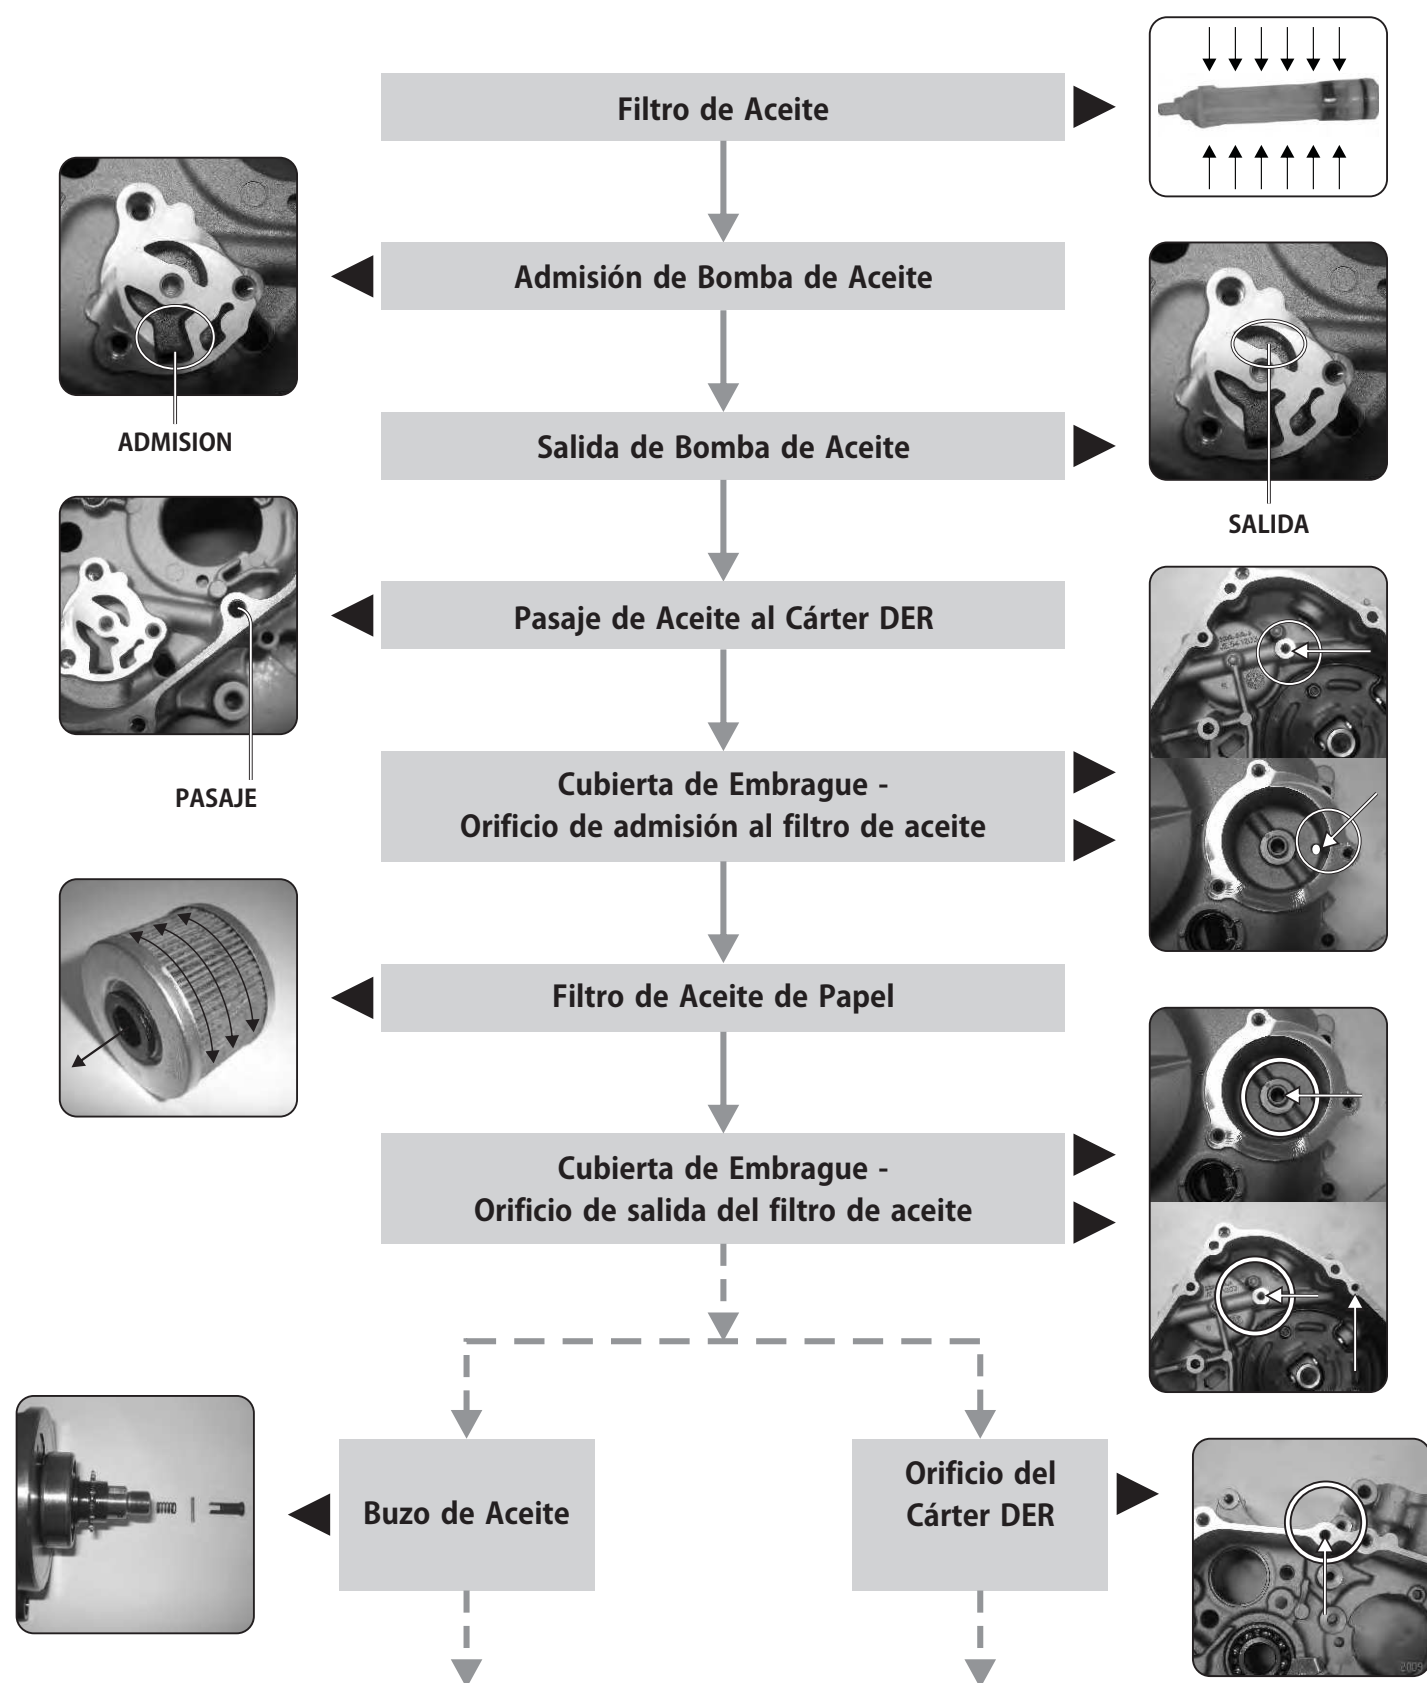 Filtro de Aceite
Admisión de Bomba de Aceite
ADMISION
Salida de Bomba de Aceite
SALIDA
Pasaje de Aceite al Cárter DER
PASAJE
Cubierta de Embrague -
Orificio de admisión al filtro de aceite
Filtro de Aceite de Papel
Cubierta de Embrague -
Orificio de salida del filtro de aceite
Buzo de Aceite
Orificio del
Cárter DER